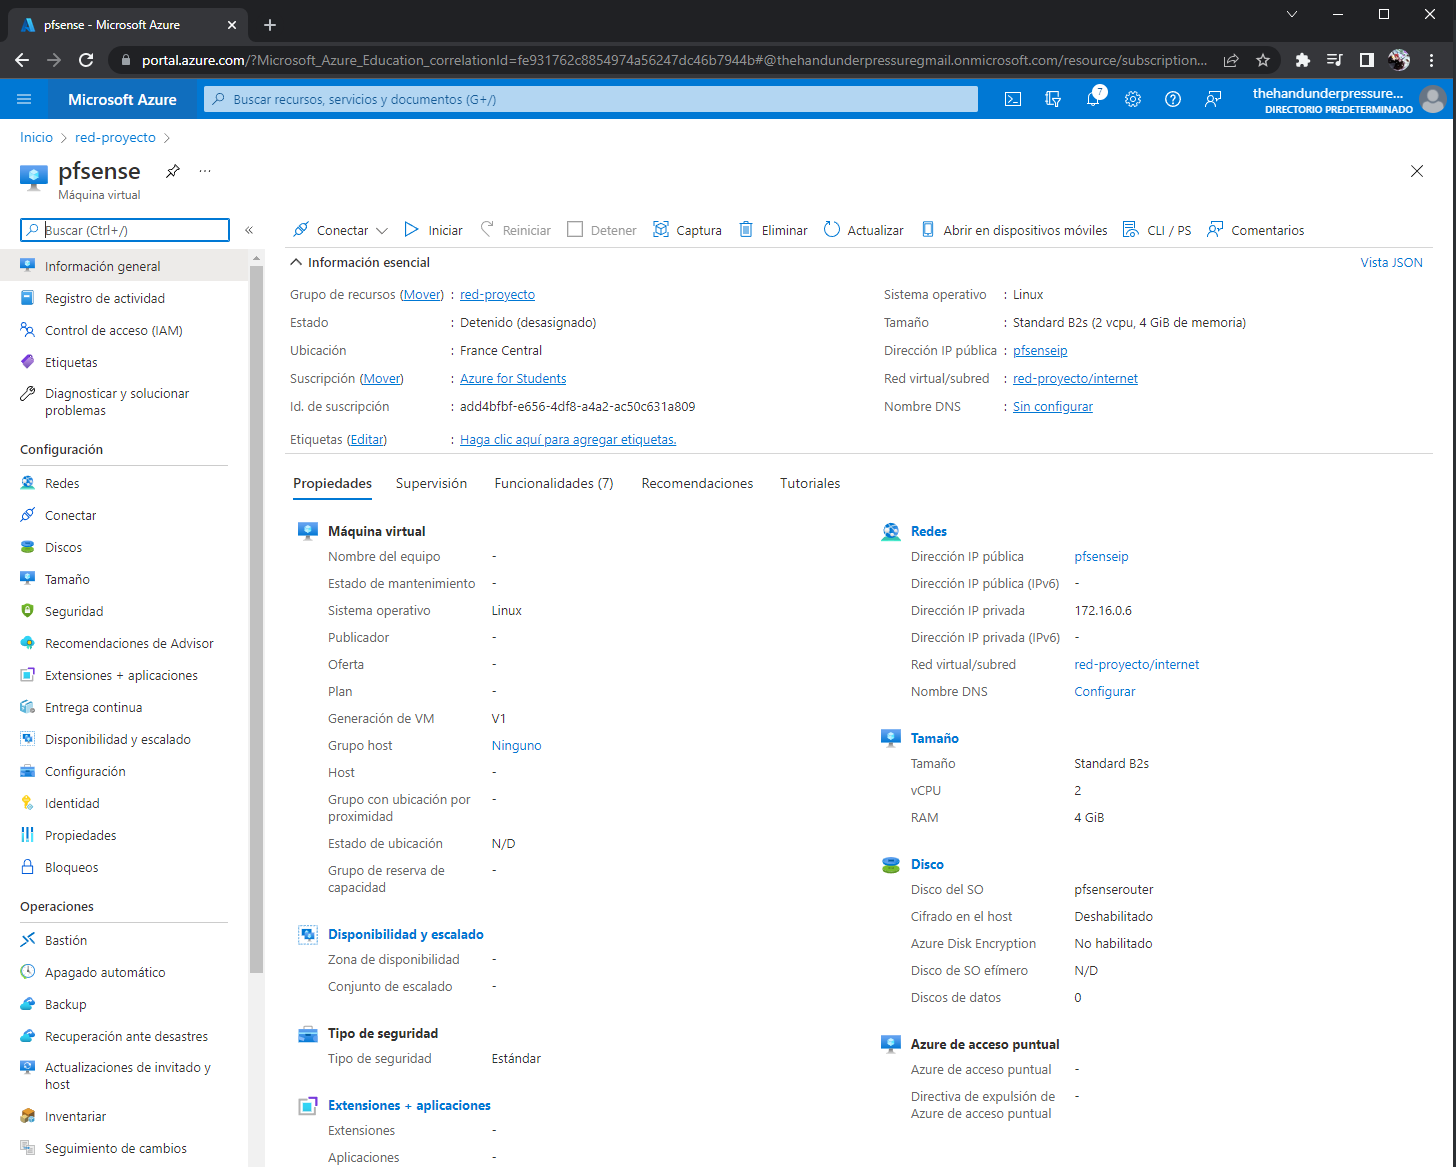 pfsense - Microsoft Azure
portal.azure.com/?Microsoft_Azure_Education_correlationId=fe931762c8854974a56247dc46b7944b#@thehandunderpressuregmail.onmicrosoft.com/resource/subscription...
Microsoft Azure
Buscar recursos, servicios y documentos (G+/)
7
thehandunderpressure...
DIRECTORIO PREDETERMINADO
Inicio > red-proyecto >
pfsense
Máquina virtual
Buscar (Ctrl+/)
Información general
Registro de actividad
Control de acceso (IAM)
Etiquetas
Diagnosticar y solucionar
problemas
Configuración
Redes
Conectar
Discos
Tamaño
Seguridad
Recomendaciones de Advisor
Extensiones + aplicaciones
Entrega continua
Disponibilidad y escalado
Configuración
Identidad
Propiedades
Bloqueos
Operaciones
Bastión
Apagado automático
Backup
Recuperación ante desastres
Actualizaciones de invitado y
host
Inventariar
Seguimiento de cambios
Conectar Iniciar Reiniciar Detener Captura Eliminar Actualizar Abrir en dispositivos móviles CLI / PS Comentarios
Información esencial
Vista JSON
Grupo de recursos (Mover) : red-proyecto
Estado : Detenido (desasignado)
Ubicación : France Central
Suscripción (Mover) : Azure for Students
Id. de suscripción : add4bfbf-e656-4df8-a4a2-ac50c631a809
Etiquetas (Editar) : Haga clic aquí para agregar etiquetas.
Sistema operativo : Linux
Tamaño : Standard B2s (2 vcpu, 4 GiB de memoria)
Dirección IP pública : pfsenseip
Red virtual/subred : red-proyecto/internet
Nombre DNS : Sin configurar
Propiedades Supervisión Funcionalidades (7) Recomendaciones Tutoriales
Máquina virtual
Nombre del equipo -
Estado de mantenimiento -
Sistema operativo Linux
Publicador -
Oferta -
Plan -
Generación de VM V1
Grupo host Ninguno
Host -
Grupo con ubicación por
proximidad -
Estado de ubicación N/D
Grupo de reserva de
capacidad -
Disponibilidad y escalado
Zona de disponibilidad -
Conjunto de escalado -
Tipo de seguridad
Tipo de seguridad Estándar
Extensiones + aplicaciones
Extensiones -
Aplicaciones -
Redes
Dirección IP pública pfsenseip
Dirección IP pública (IPv6) -
Dirección IP privada 172.16.0.6
Dirección IP privada (IPv6) -
Red virtual/subred red-proyecto/internet
Nombre DNS Configurar
Tamaño
Tamaño Standard B2s
vCPU 2
RAM 4 GiB
Disco
Disco del SO pfsenserouter
Cifrado en el host Deshabilitado
Azure Disk Encryption No habilitado
Disco de SO efímero N/D
Discos de datos 0
Azure de acceso puntual
Azure de acceso puntual -
Directiva de expulsión de
Azure de acceso puntual -